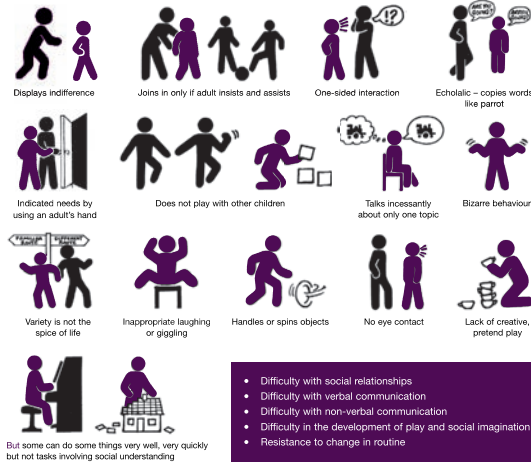 Displays indifference
Joins in only if adult insists and assists
One-sided interaction
Echolalic – copies words
like parrot
!?
Indicated needs by
using an adult's hand
Does not play with other children
Talks incessantly
about only one topic
Bizarre behaviour
FAMILIAR ROUTE
DIFFERENT ROUTE
Variety is not the
spice of life
Inappropriate laughing
or giggling
Handles or spins objects
No eye contact
Lack of creative,
pretend play
But some can do some things very well, very quickly
but not tasks involving social understanding
• Difficulty with social relationships
• Difficulty with verbal communication
• Difficulty with non-verbal communication
• Difficulty in the development of play and social imagination
• Resistance to change in routine